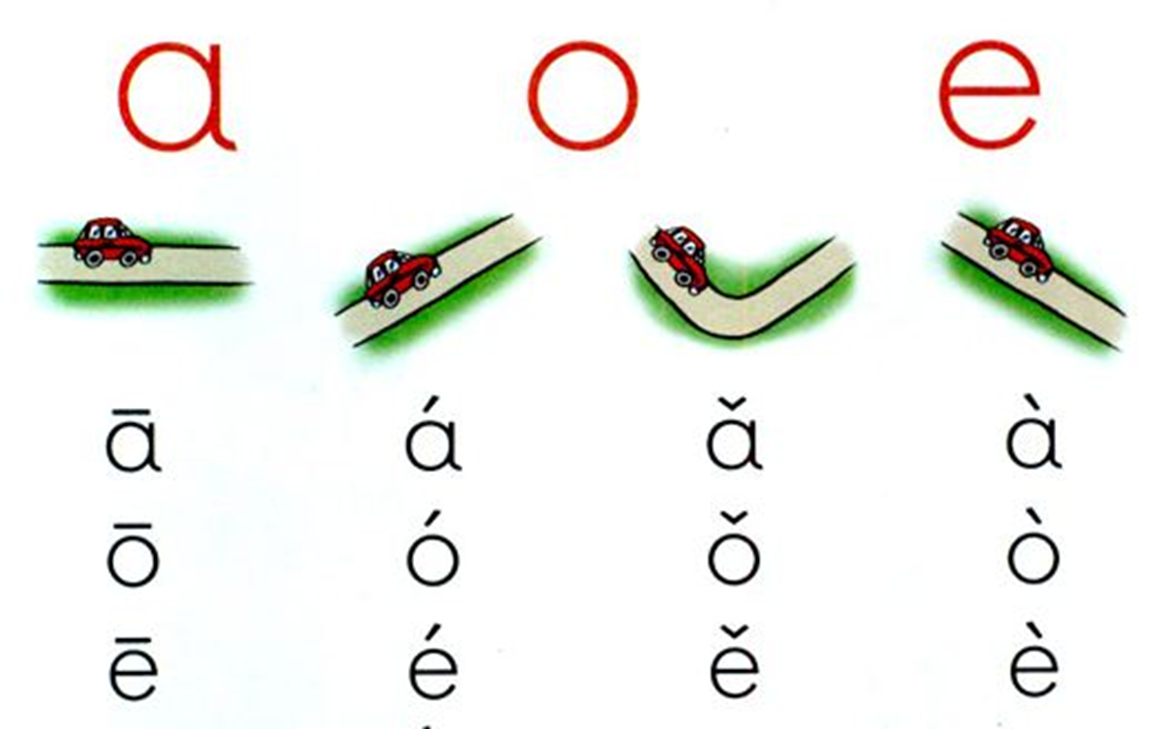 a o e
ā á ǎ à
ō ó ǒ ò
ē é ě è